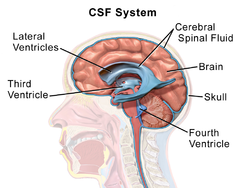 CSF System
Lateral
Ventricles
Cerebral
Spinal Fluid
Brain
Third
Ventricle
Skull
Fourth
Ventricle